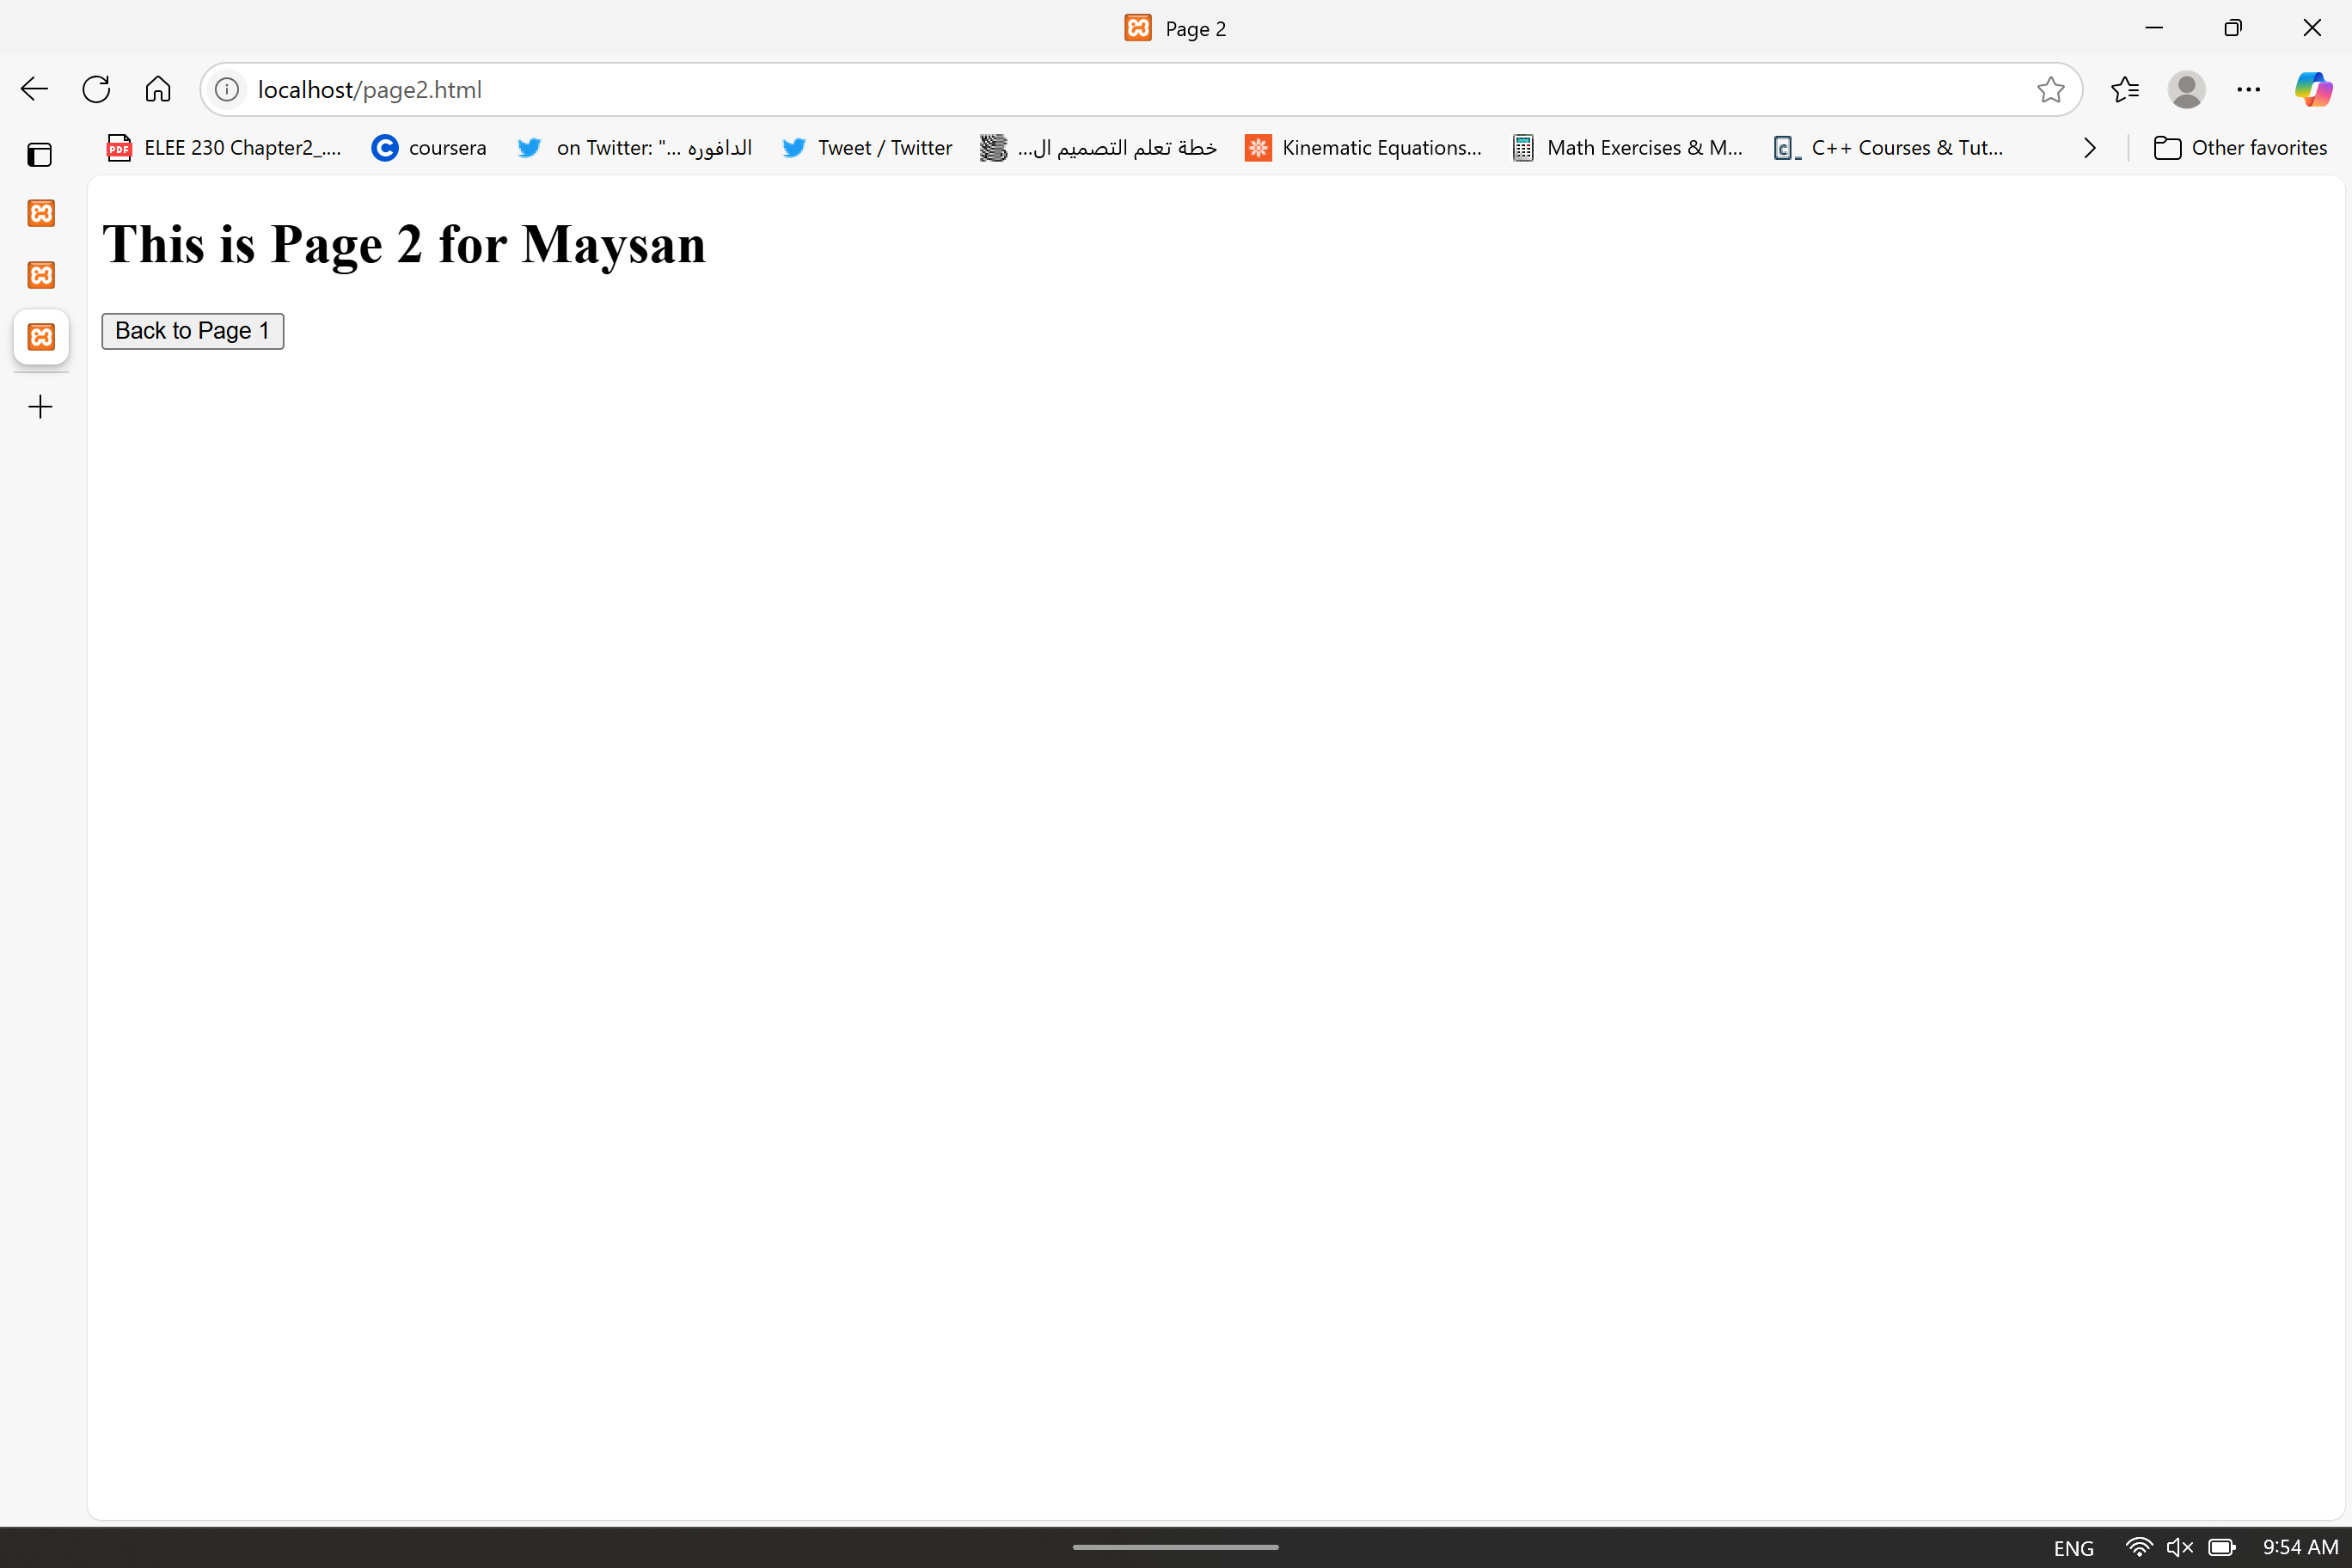 Page 2
localhost/page2.html
ELEE 230 Chapter2_....
coursera
on Twitter: "... الدافوره
Tweet / Twitter
خطة تعلم التصميم ال...
Kinematic Equations...
Math Exercises & M...
C++ Courses & Tut...
Other favorites
This is Page 2 for Maysan
Back to Page 1
ENG
9:54 AM